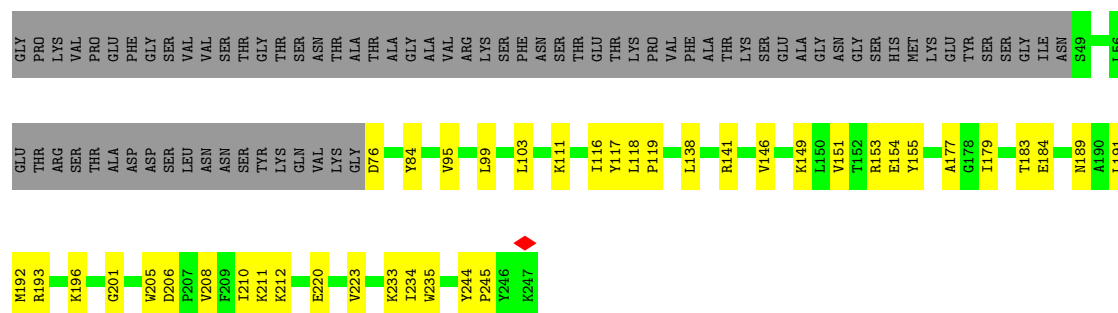 GLY PRO LYS VAL PRO GLU PHE GLY SER VAL VAL SER THR GLY THR SER ASN THR ALA THR ALA GLY ALA VAL ARG LYS SER PHE ASN SER THR GLU THR LYS PRO VAL PHE ALA THR LYS SER GLU ALA GLY ASN GLY SER HIS MET LYS GLU TYR SER SER GLY ILE ASN S49 L56
GLU THR ARG SER THR ALA ASP ASP SER LEU ASN ASN SER TYR LYS GLN VAL LYS GLY D76 Y84 V95 L99 L103 K111 I116 Y117 L118 P119 L138 R141 V146 K149 L150 V151 T152 R153 E154 Y155 A177 G178 I179 T183 E184 N189 A190 L191
M192 R193 K196 G201 W205 D206 P207 V208 F209 I210 K211 K212 E220 V223 K233 I234 W235 Y244 P245 Y246 K247